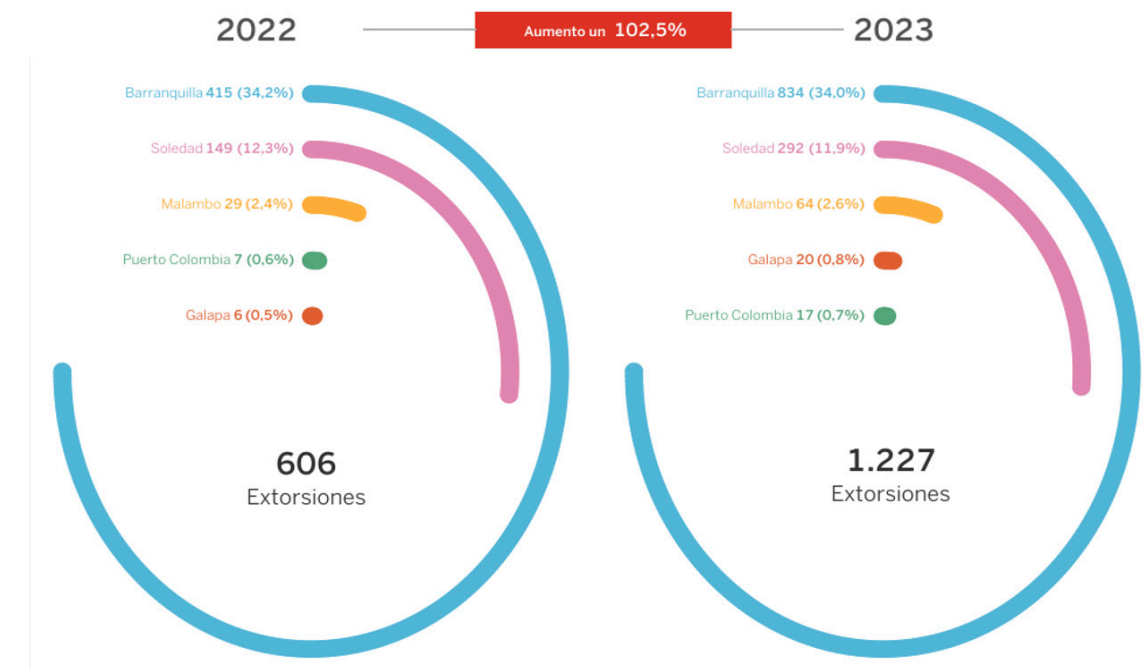 2022
Aumento un 102,5%
2023
Barranquilla 415 (34,2%)
Soledad 149 (12,3%)
Malambo 29 (2,4%)
Puerto Colombia 7 (0,6%)
Galapa 6 (0,5%)
606
Extorsiones
Barranquilla 834 (34,0%)
Soledad 292 (11,9%)
Malambo 64 (2,6%)
Galapa 20 (0,8%)
Puerto Colombia 17 (0,7%)
1.227
Extorsiones